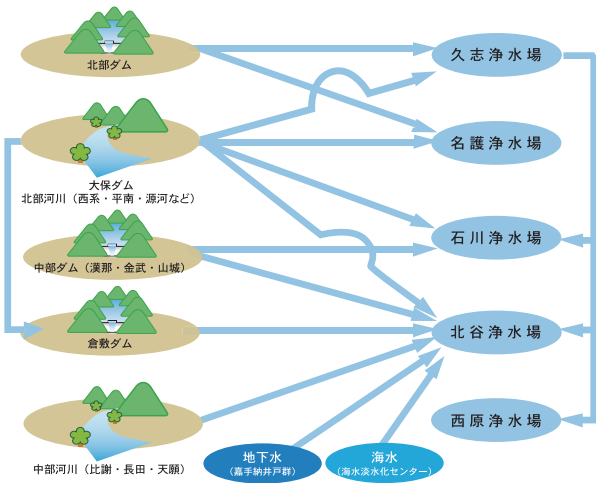 北部ダム
大保ダム
北部河川（西系・平南・源河など）
中部ダム（漢那・金武・山城）
倉敷ダム
中部河川（比謝・長田・天願）
久志浄水場
名護浄水場
石川浄水場
北谷浄水場
西原浄水場
地下水
（嘉手納井戸群）
海水
（海水淡水化センター）